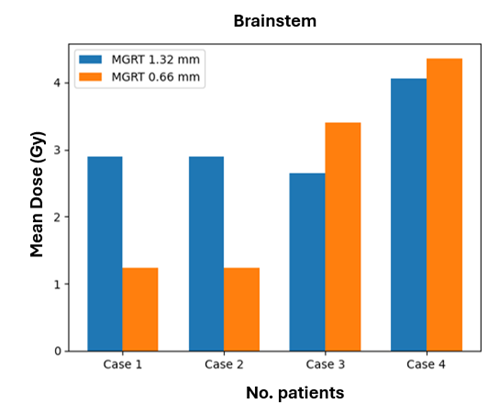 Brainstem
MGRT 1.32 mm
MGRT 0.66 mm
Mean Dose (Gy)
4
3
2
1
0
Case 1 Case 2 Case 3 Case 4
No. patients